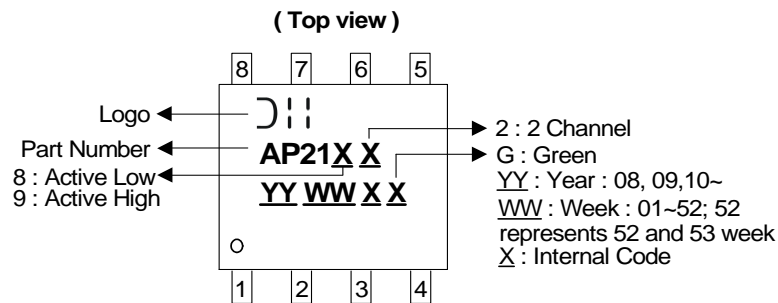 ( Top view )
8 7 6 5
Logo
Part Number
8 : Active Low
9 : Active High
AP21X X
YY WW X X
2 : 2 Channel
G : Green
YY : Year : 08, 09,10~
WW : Week : 01~52; 52
represents 52 and 53 week
X : Internal Code
1 2 3 4